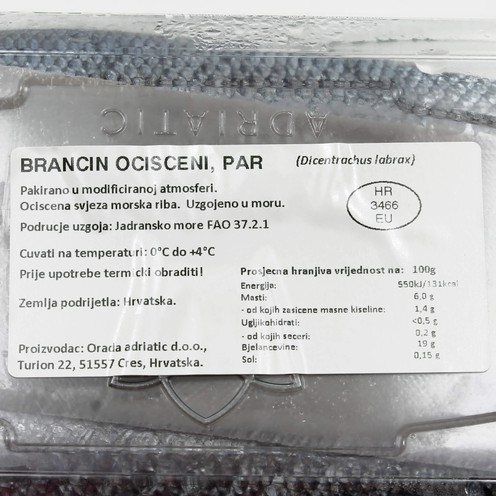 ADRIATIC
BRANCIN OCISCENI, PAR
(Dicentrachus labrax)
Pakirano u modificiranoj atmosferi.
Ociscena svjeza morska riba. Uzgojeno u moru.
Podrucje uzgoja: Jadransko more FAO 37.2.1
HR
3466
EU
Cuvati na temperaturi: 0°C do +4°C
Prije upotrebe termicki obraditi!
Zemlja podrijetla: Hrvatska.
Proizvodac: Orada adriatic d.o.o.,
Turion 22, 51557 Cres, Hrvatska.
Prosjecna hranjiva vrijednost na: 100g
Energija: 550kJ/131kcal
Masti: 6,0 g
- od kojih zasicene masne kiseline: 1,4 g
Ugljikohidrati: <0,5 g
- od kojih seceri: 0,2 g
Bjelancevine: 19 g
Sol: 0,15 g